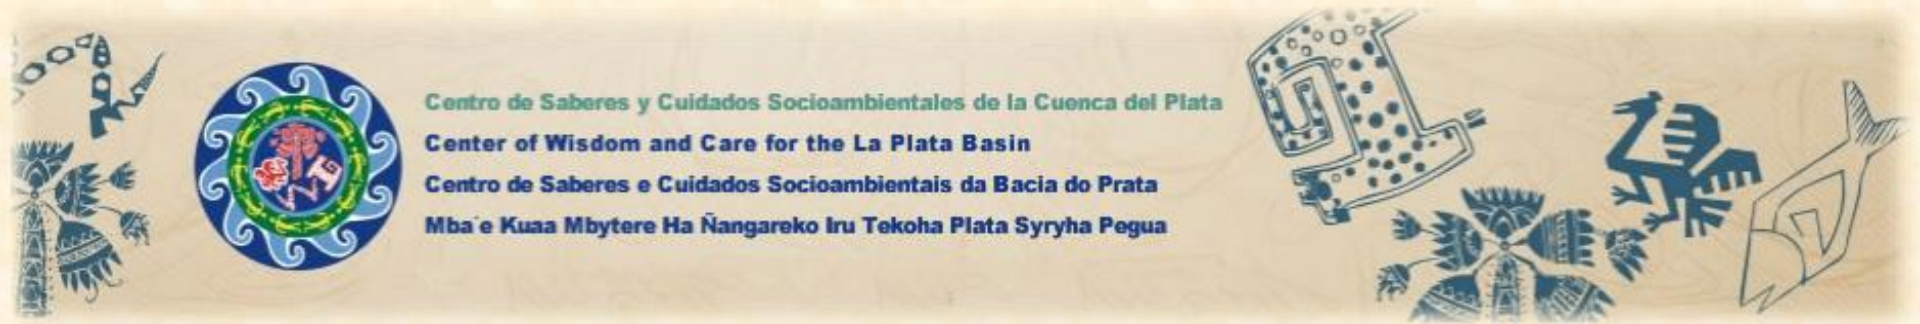 Centro de Saberes y Cuidados Socioambientales de la Cuenca del Plata
Center of Wisdom and Care for the La Plata Basin
Centro de Saberes e Cuidados Socioambientais da Bacia do Prata
Mba´e Kuaa Mbytere Ha Ñangareko Iru Tekoha Plata Syryha Pegua